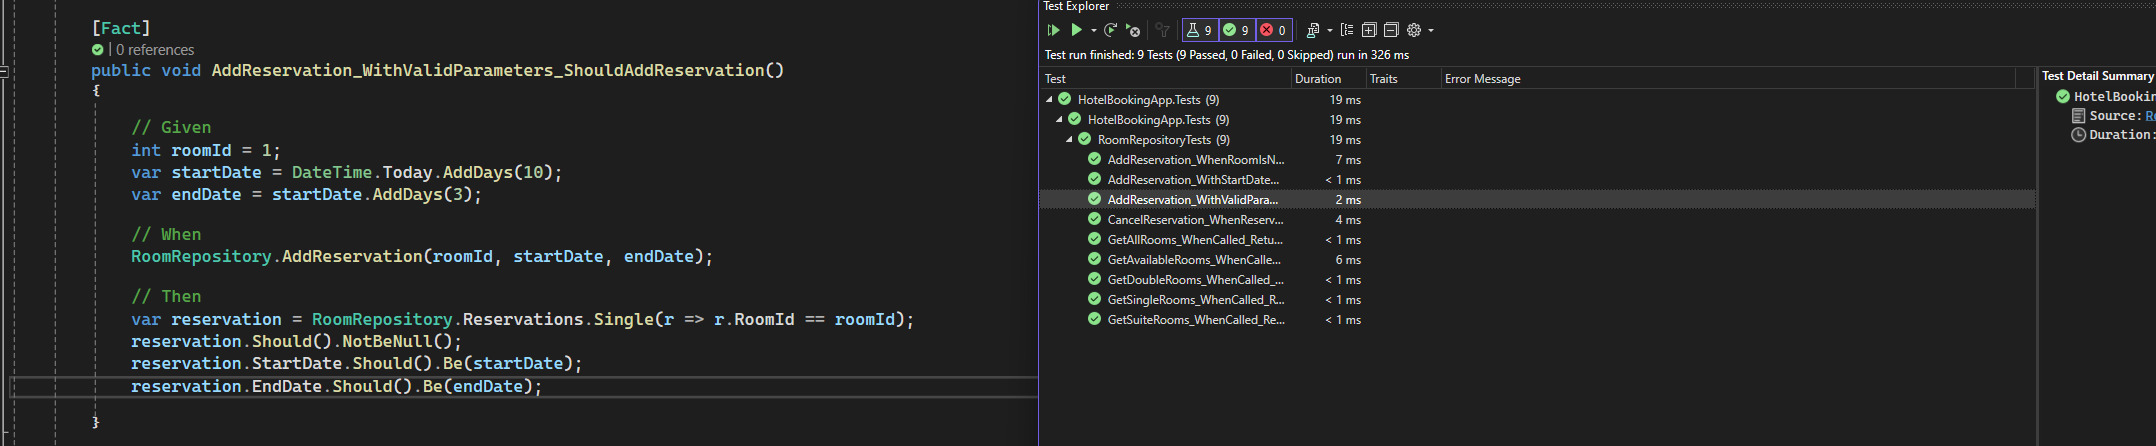 [Fact]
| 0 references
public void AddReservation_WithValidParameters_ShouldAddReservation()
{
// Given
int roomId = 1;
var startDate = DateTime.Today.AddDays(10);
var endDate = startDate.AddDays(3);
// When
RoomRepository.AddReservation(roomId, startDate, endDate);
// Then
var reservation = RoomRepository.Reservations.Single(r => r.RoomId == roomId);
reservation.Should().NotBeNull();
reservation.StartDate.Should().Be(startDate);
reservation.EndDate.Should().Be(endDate);
}
Test Explorer
9 9 0
Test run finished: 9 Tests (9 Passed, 0 Failed, 0 Skipped) run in 326 ms
Test Duration Traits Error Message
HotelBookingApp.Tests (9) 19 ms
HotelBookingApp.Tests (9) 19 ms
RoomRepositoryTests (9) 19 ms
AddReservation_WhenRoomIsN... 7 ms
AddReservation_WithStartDate... < 1 ms
AddReservation_WithValidPara... 2 ms
CancelReservation_WhenReserv... 4 ms
GetAllRooms_WhenCalled_Retu... < 1 ms
GetAvailableRooms_WhenCalle... 6 ms
GetDoubleRooms_WhenCalled_... < 1 ms
GetSingleRooms_WhenCalled_R... < 1 ms
GetSuiteRooms_WhenCalled_Re... < 1 ms
Test Detail Summary
HotelBookin
Source: Ro
Duration: